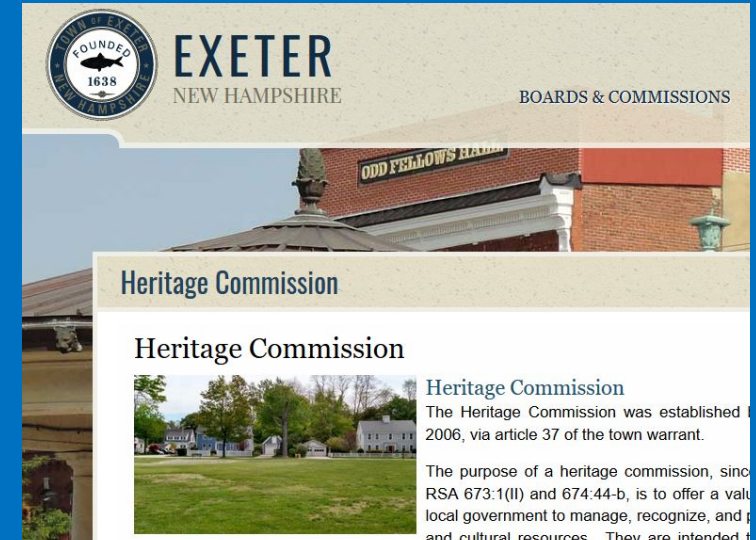 TOWN OF EXETER
FOUNDED
1638
NEW HAMPSHIRE
EXETER
NEW HAMPSHIRE
BOARDS & COMMISSIONS
ODD FELLOWS HALL
Heritage Commission
Heritage Commission
Heritage Commission
The Heritage Commission was established
2006, via article 37 of the town warrant.
The purpose of a heritage commission, since
RSA 673:1(II) and 674:44-b, is to offer a
local government to manage, recognize, and
and cultural resources. They are intended